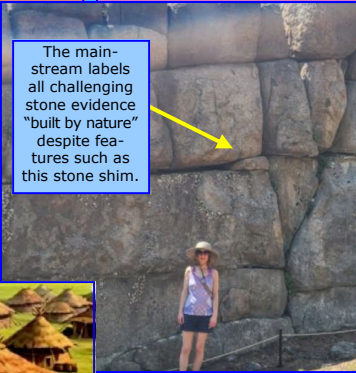 The main-
stream labels
all challenging
stone evidence
“built by nature”
despite fea-
tures such as
this stone shim.